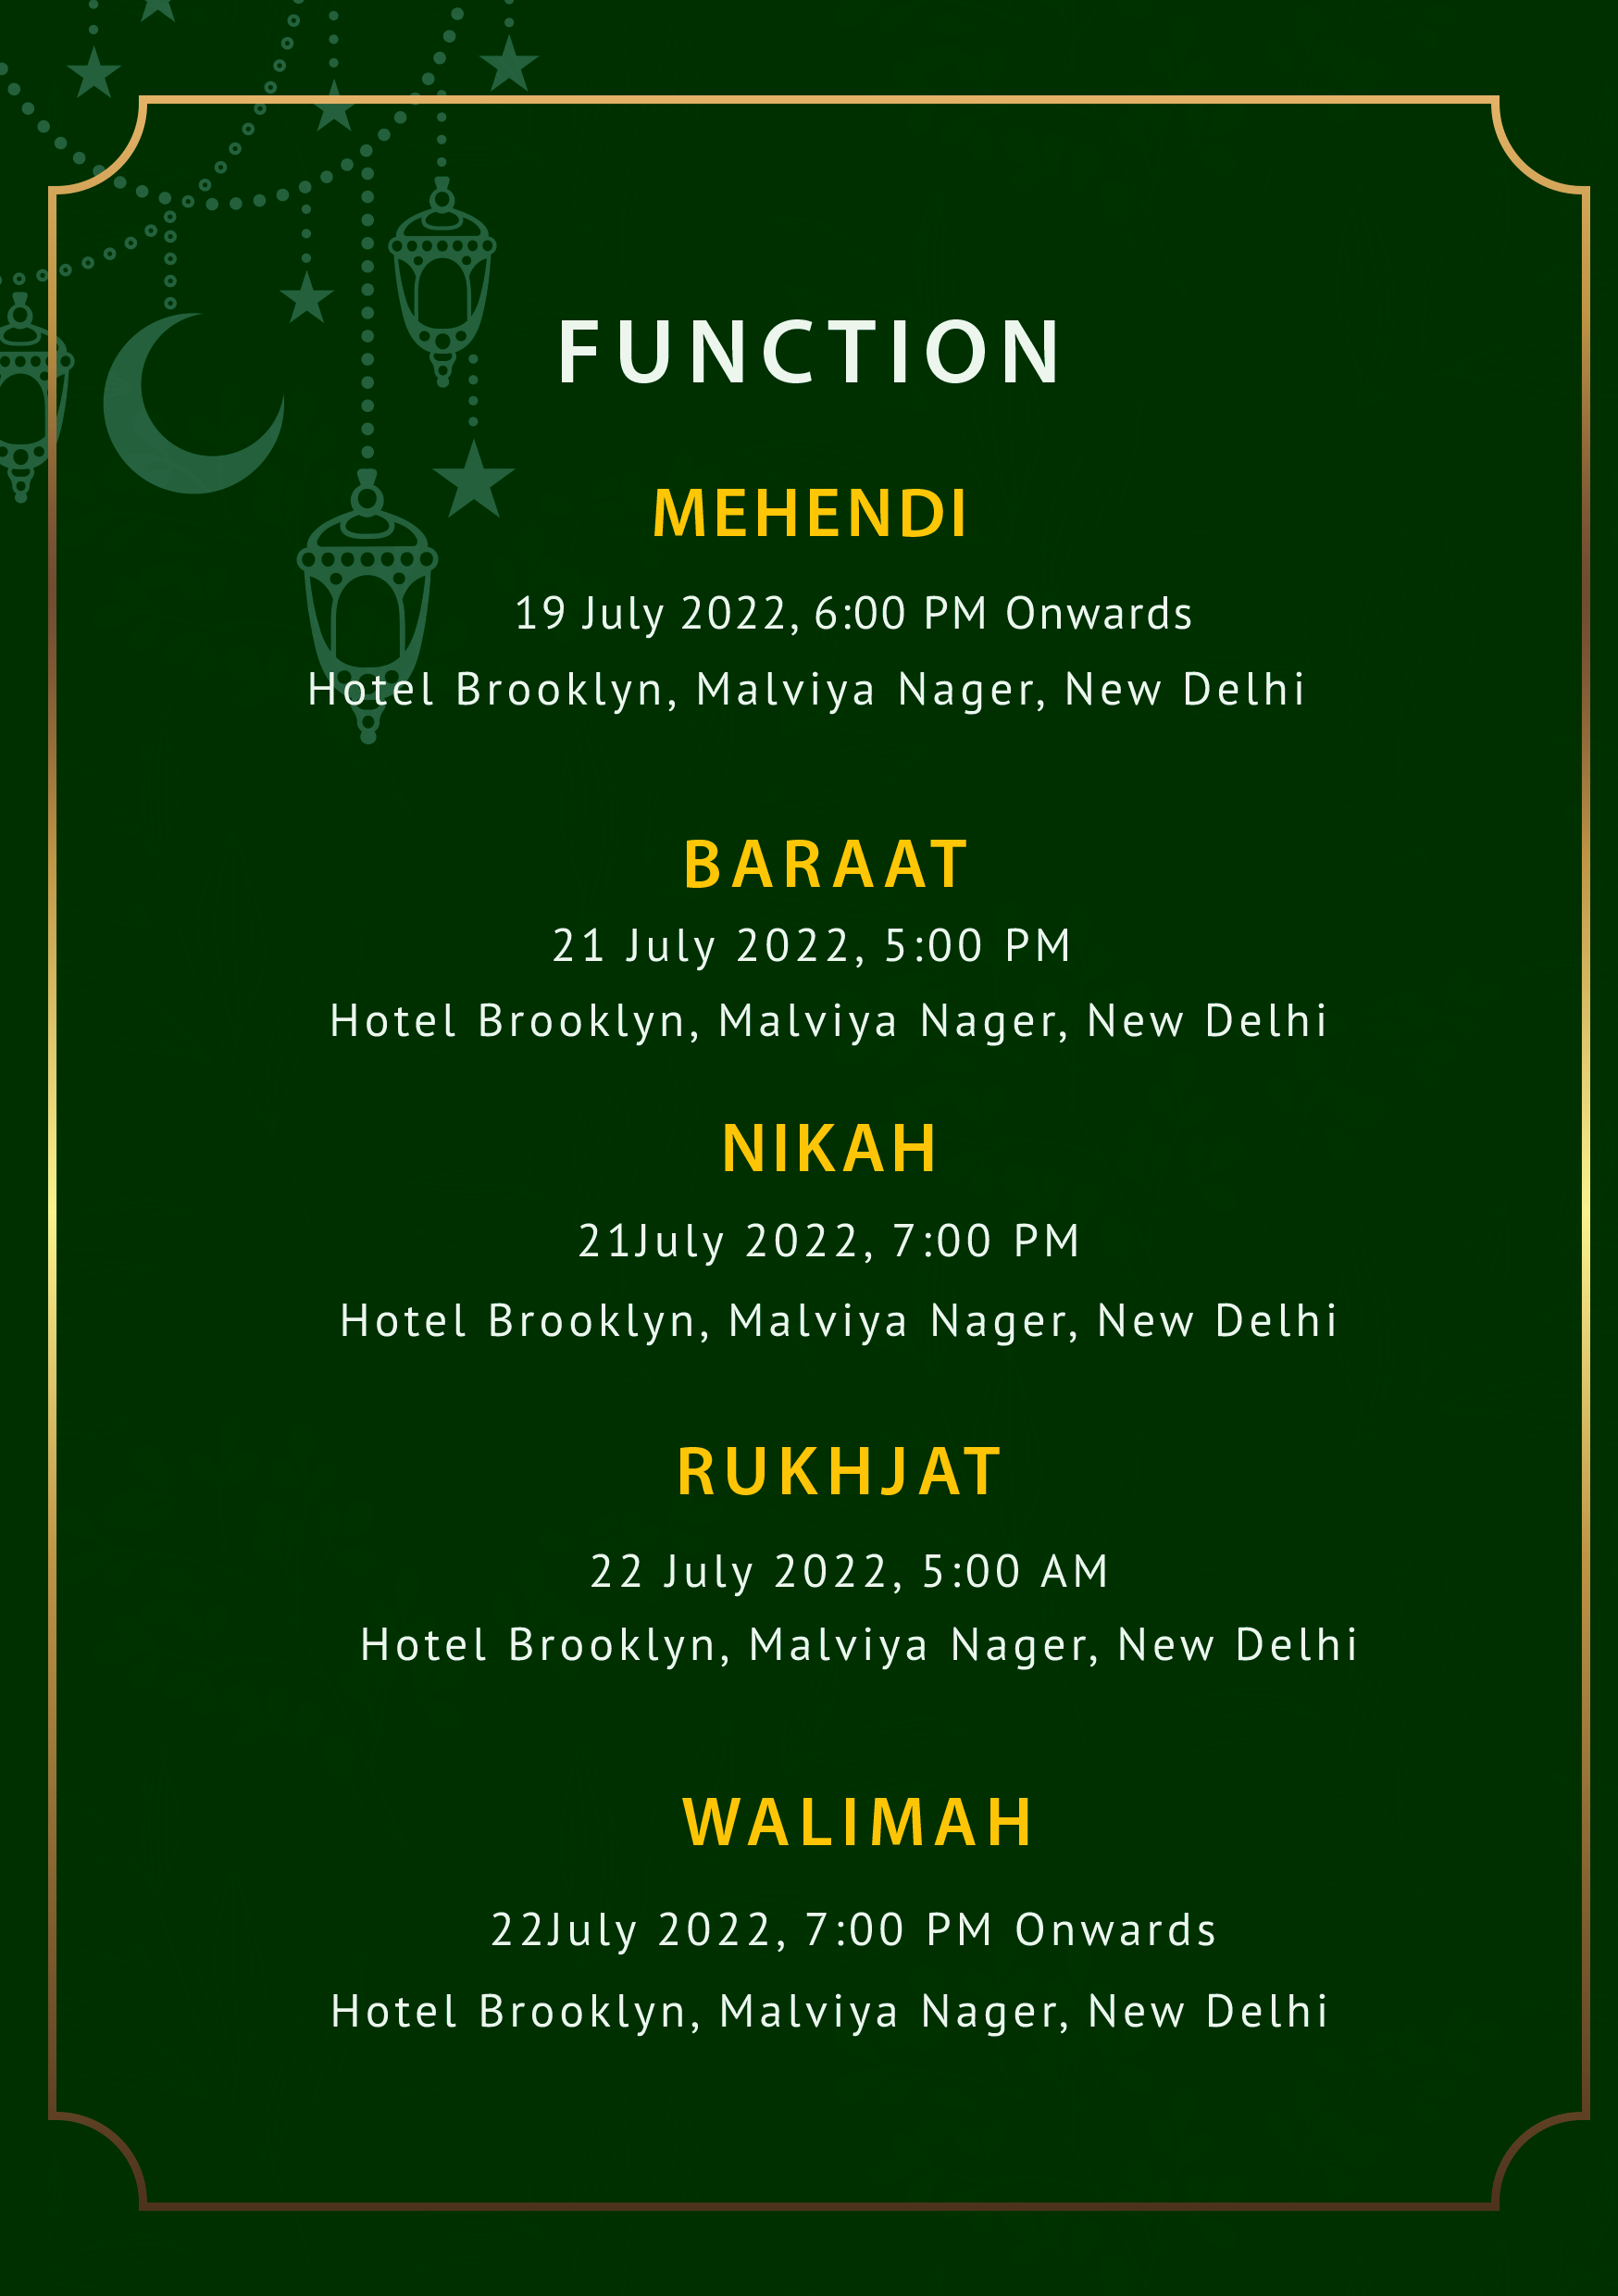 FUNCTION
MEHENDI
19 July 2022, 6:00 PM Onwards
Hotel Brooklyn, Malviya Nager, New Delhi
BARAAT
21 July 2022, 5:00 PM
Hotel Brooklyn, Malviya Nager, New Delhi
NIKAH
21July 2022, 7:00 PM
Hotel Brooklyn, Malviya Nager, New Delhi
RUKHJAT
22 July 2022, 5:00 AM
Hotel Brooklyn, Malviya Nager, New Delhi
WALIMAH
22July 2022, 7:00 PM Onwards
Hotel Brooklyn, Malviya Nager, New Delhi